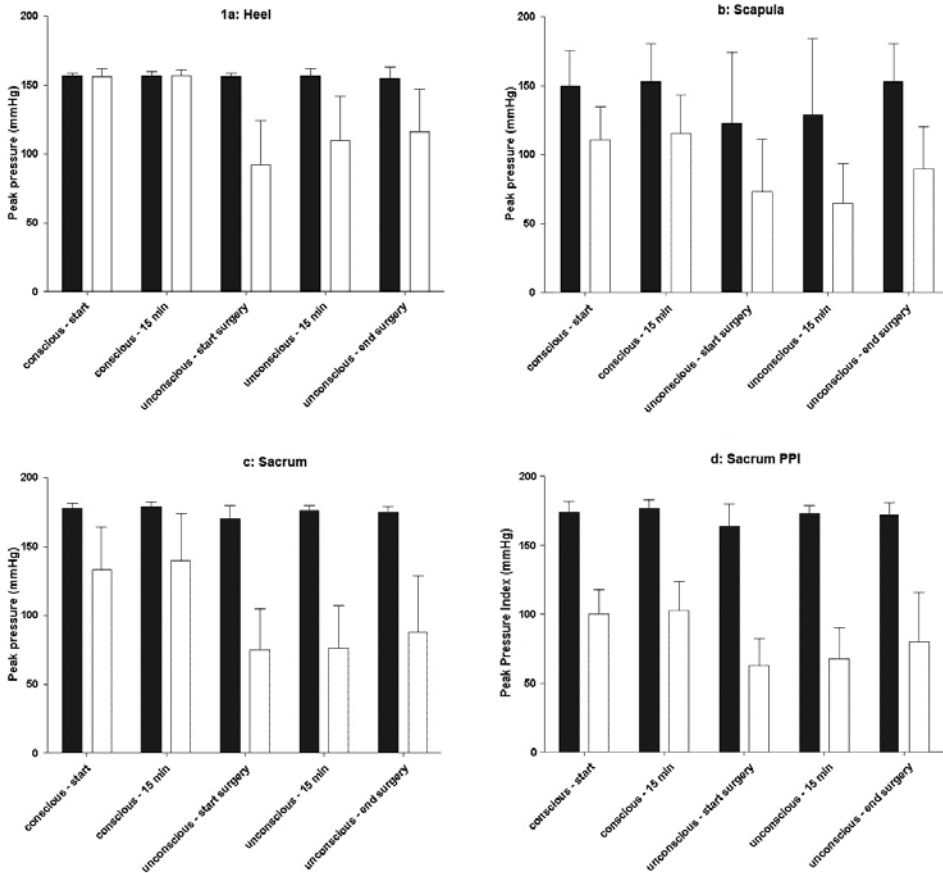 1a: Heel
Peak pressure (mmHg)
200
150
100
50
0
conscious - start
conscious - 15 min
unconscious - start surgery
unconscious - 15 min
unconscious - end surgery
b: Scapula
Peak pressure (mmHg)
200
150
100
50
0
conscious - start
conscious - 15 min
unconscious - start surgery
unconscious - 15 min
unconscious - end surgery
c: Sacrum
Peak pressure (mmHg)
200
150
100
50
0
conscious - start
conscious - 15 min
unconscious - start surgery
unconscious - 15 min
unconscious - end surgery
d: Sacrum PPI
Peak Pressure Index (mmHg)
200
150
100
50
0
conscious - start
conscious - 15 min
unconscious - start surgery
unconscious - 15 min
unconscious - end surgery